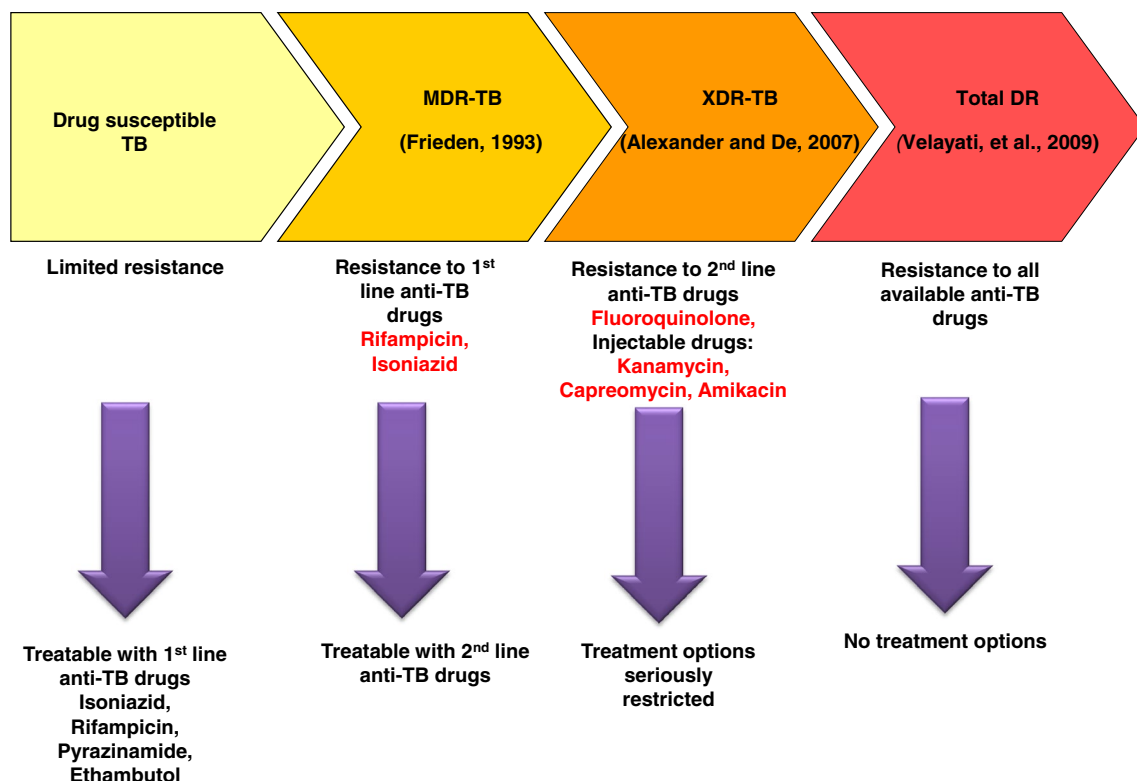 Drug susceptible
TB
MDR-TB
(Frieden, 1993)
XDR-TB
(Alexander and De, 2007)
Total DR
(Velayati, et al., 2009)
Limited resistance
Resistance to 1st
line anti-TB
drugs
Rifampicin,
Isoniazid
Resistance to 2nd line
anti-TB drugs
Fluoroquinolone,
Injectable drugs:
Kanamycin,
Capreomycin, Amikacin
Resistance to all
available anti-TB
drugs
Treatable with 1st line
anti-TB drugs
Isoniazid,
Rifampicin,
Pyrazinamide,
Ethambutol
Treatable with 2nd line
anti-TB drugs
Treatment options
seriously
restricted
No treatment options